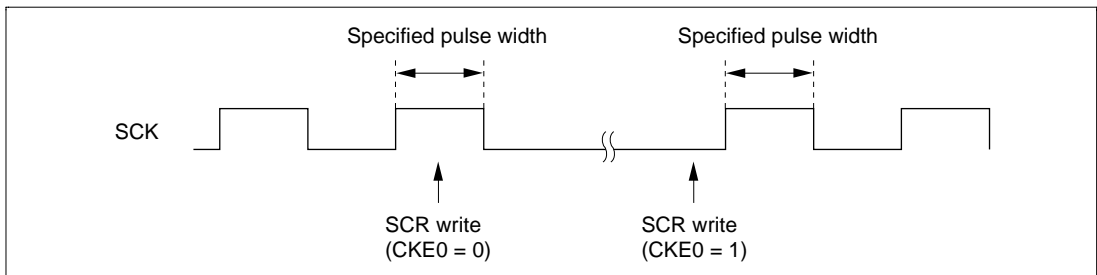 Specified pulse width
Specified pulse width
SCK
SCR write
(CKE0 = 0)
SCR write
(CKE0 = 1)